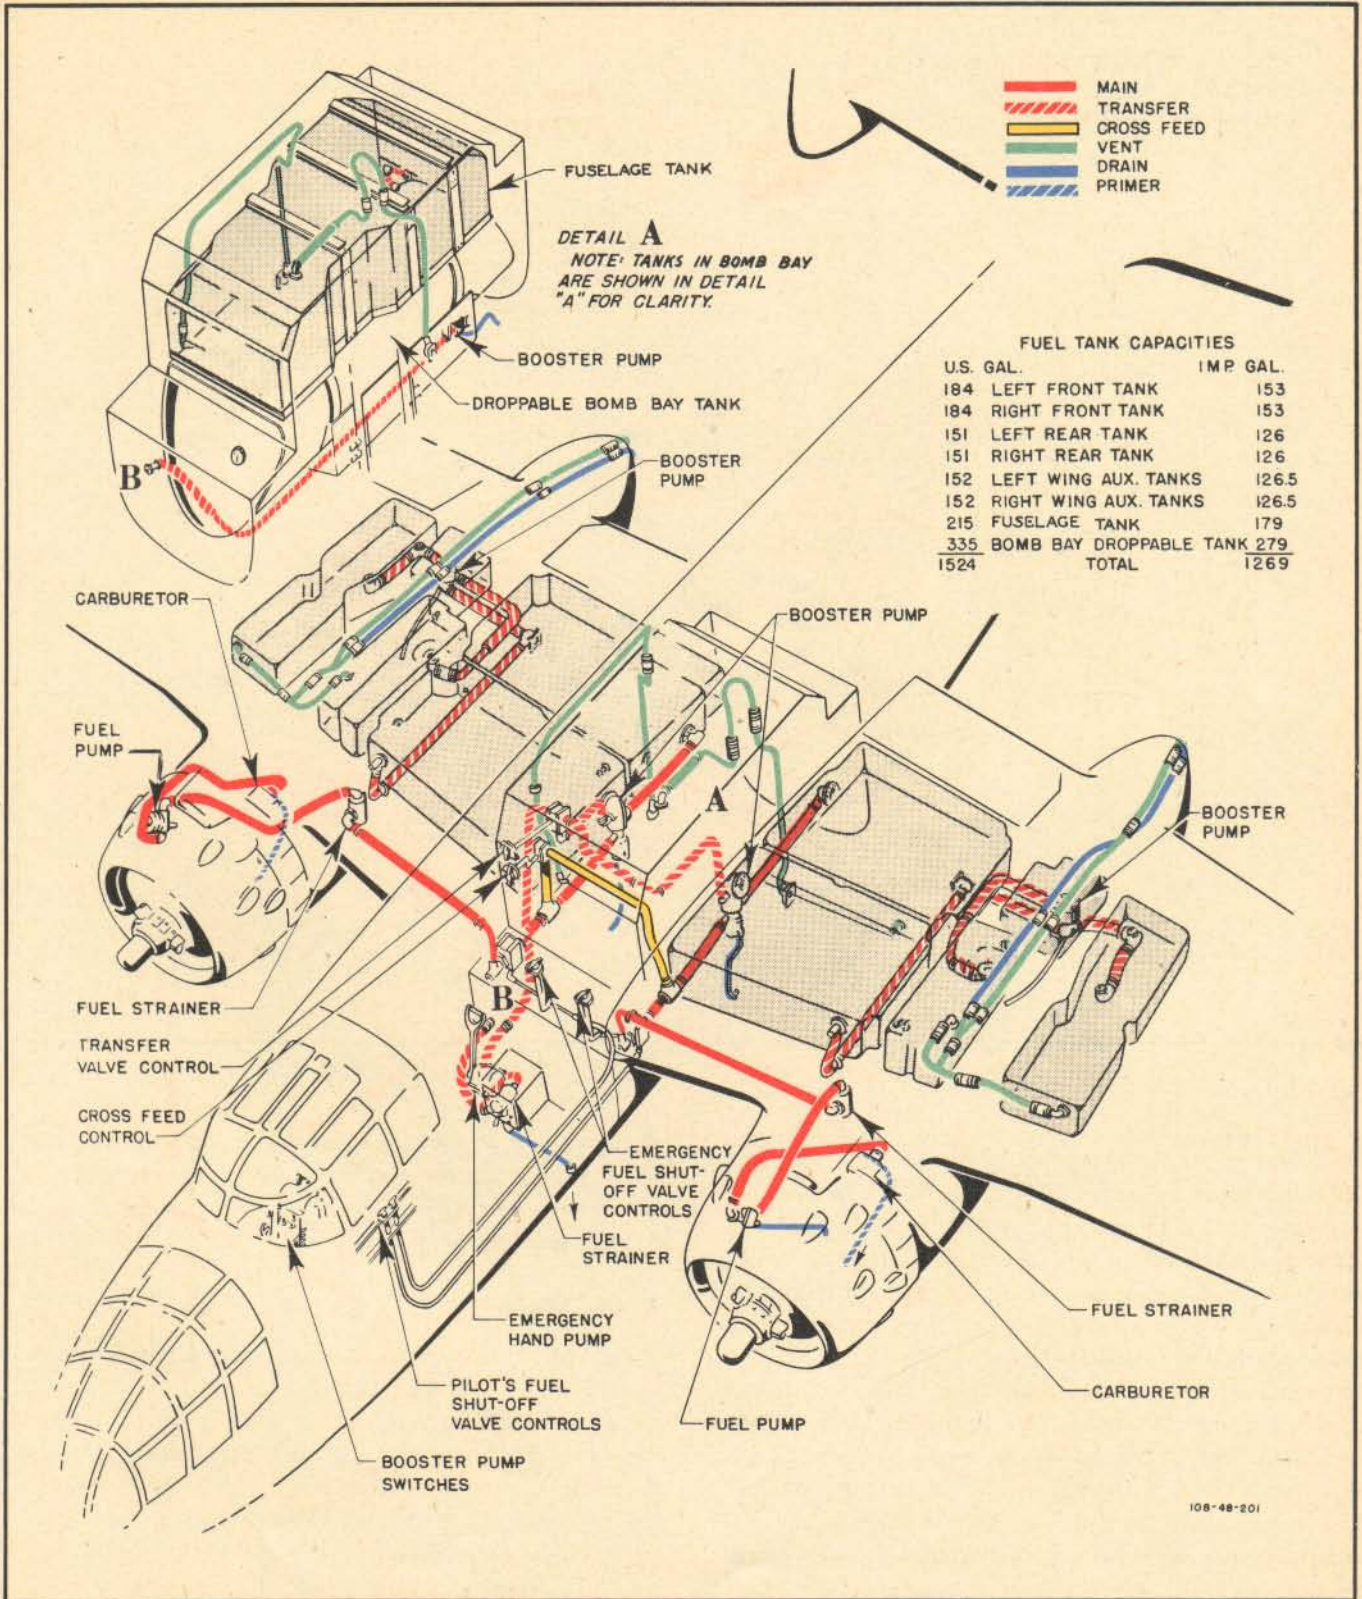 MAIN
TRANSFER
CROSS FEED
VENT
DRAIN
PRIMER
FUSELAGE TANK
DETAIL A
NOTE: TANKS IN BOMB BAY
ARE SHOWN IN DETAIL
"A" FOR CLARITY.
BOOSTER PUMP
DROPPABLE BOMB BAY TANK
B
FUEL TANK CAPACITIES
U.S. GAL. IMP. GAL.
184 LEFT FRONT TANK 153
184 RIGHT FRONT TANK 153
151 LEFT REAR TANK 126
151 RIGHT REAR TANK 126
152 LEFT WING AUX. TANKS 126.5
152 RIGHT WING AUX. TANKS 126.5
215 FUSELAGE TANK 179
335 BOMB BAY DROPPABLE TANK 279
1524 TOTAL 1269
BOOSTER
PUMP
CARBURETOR
BOOSTER PUMP
FUEL
PUMP
A
BOOSTER
PUMP
FUEL STRAINER
B
TRANSFER
VALVE CONTROL
CROSS FEED
CONTROL
EMERGENCY
FUEL SHUT-
OFF VALVE
CONTROLS
FUEL
STRAINER
EMERGENCY
HAND PUMP
FUEL STRAINER
PILOT'S FUEL
SHUT-OFF
VALVE CONTROLS
CARBURETOR
FUEL PUMP
BOOSTER PUMP
SWITCHES
108-48-201